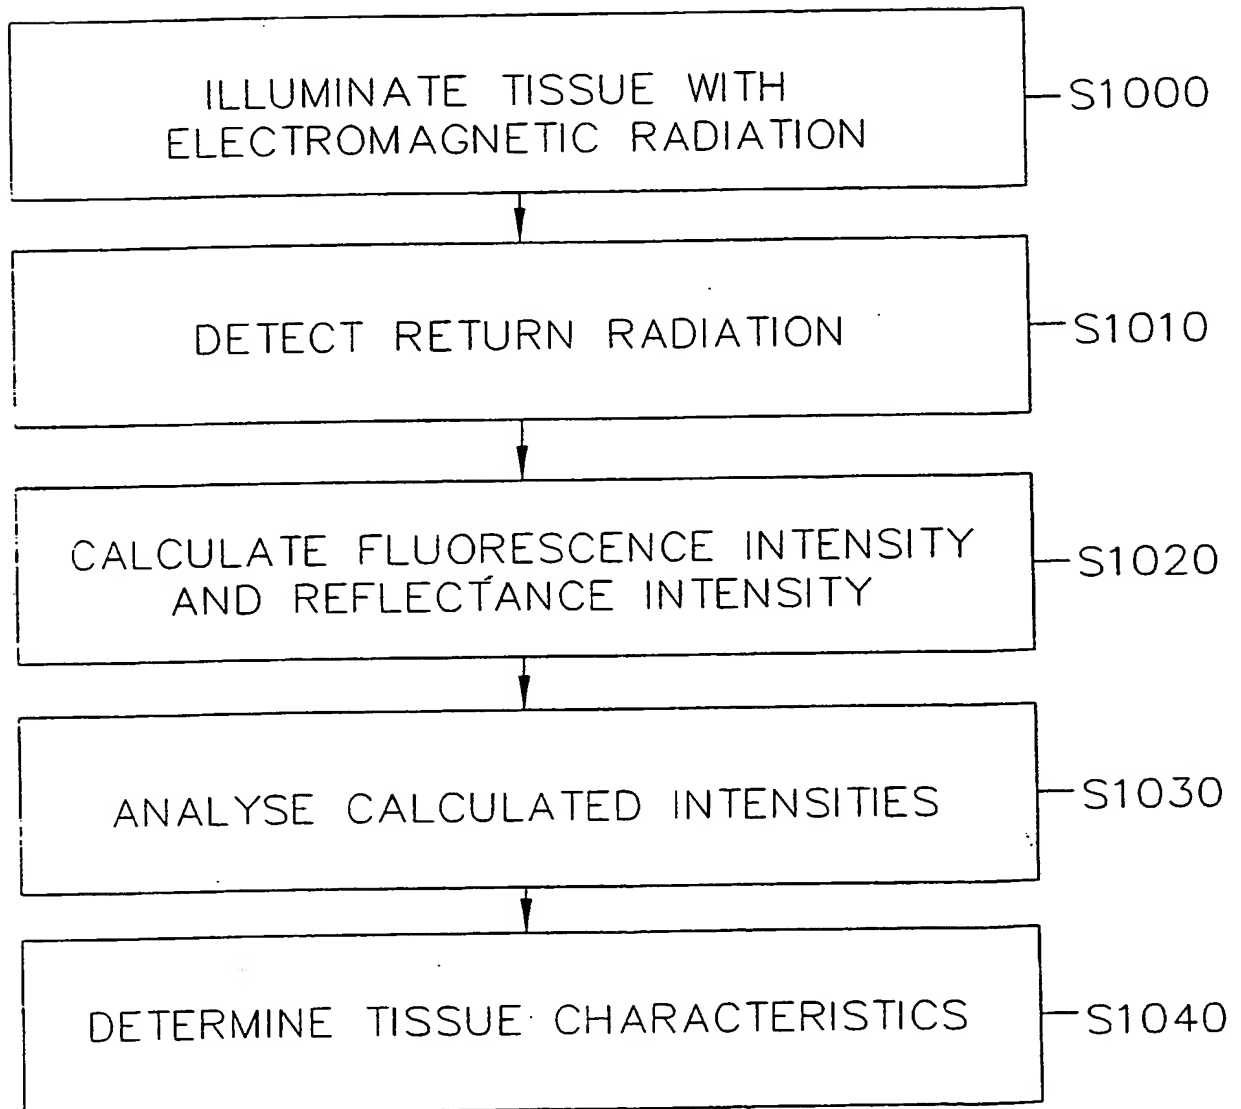 ILLUMINATE TISSUE WITH
ELECTROMAGNETIC RADIATION
S1000
DETECT RETURN RADIATION
S1010
CALCULATE FLUORESCENCE INTENSITY
AND REFLECTANCE INTENSITY
S1020
ANALYSE CALCULATED INTENSITIES
S1030
DETERMINE TISSUE CHARACTERISTICS
S1040